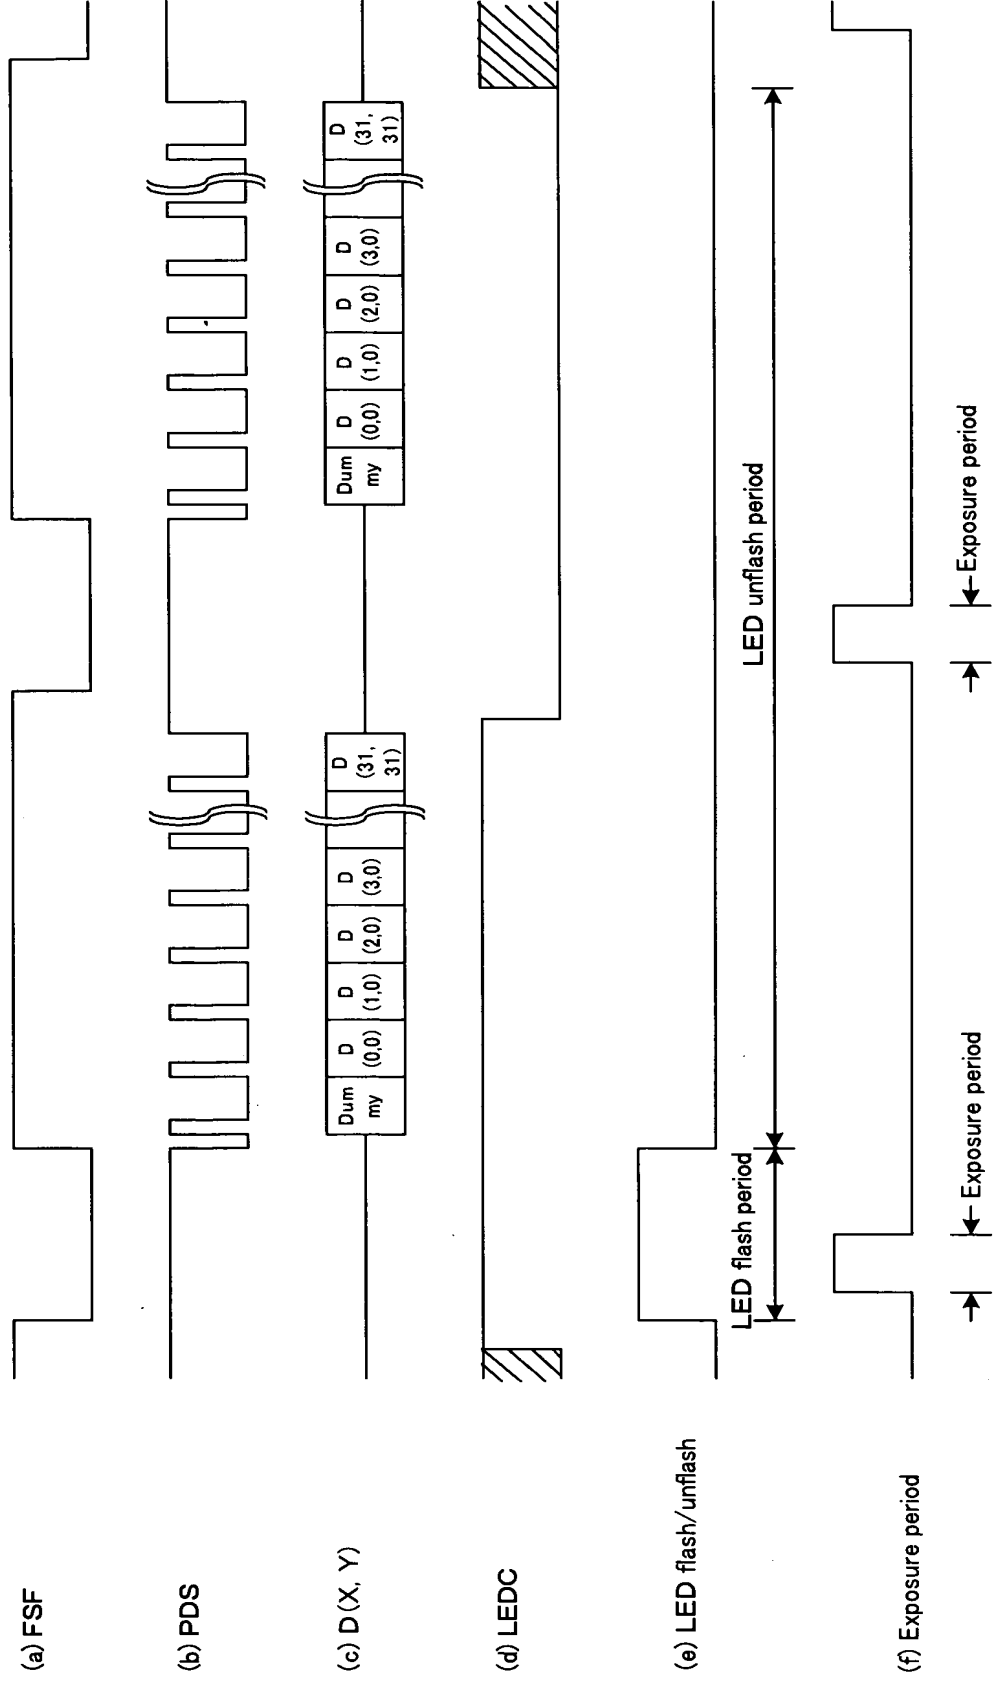 (a) FSF
(b) PDS
(c) D(X, Y)
Dum
my
D
(0,0)
D
(1,0)
D
(2,0)
D
(3,0)
D
(31,
31)
Dum
my
D
(0,0)
D
(1,0)
D
(2,0)
D
(3,0)
D
(31,
31)
(d) LEDC
(e) LED flash/unflash
LED flash period
LED unflash period
(f) Exposure period
Exposure period
Exposure period